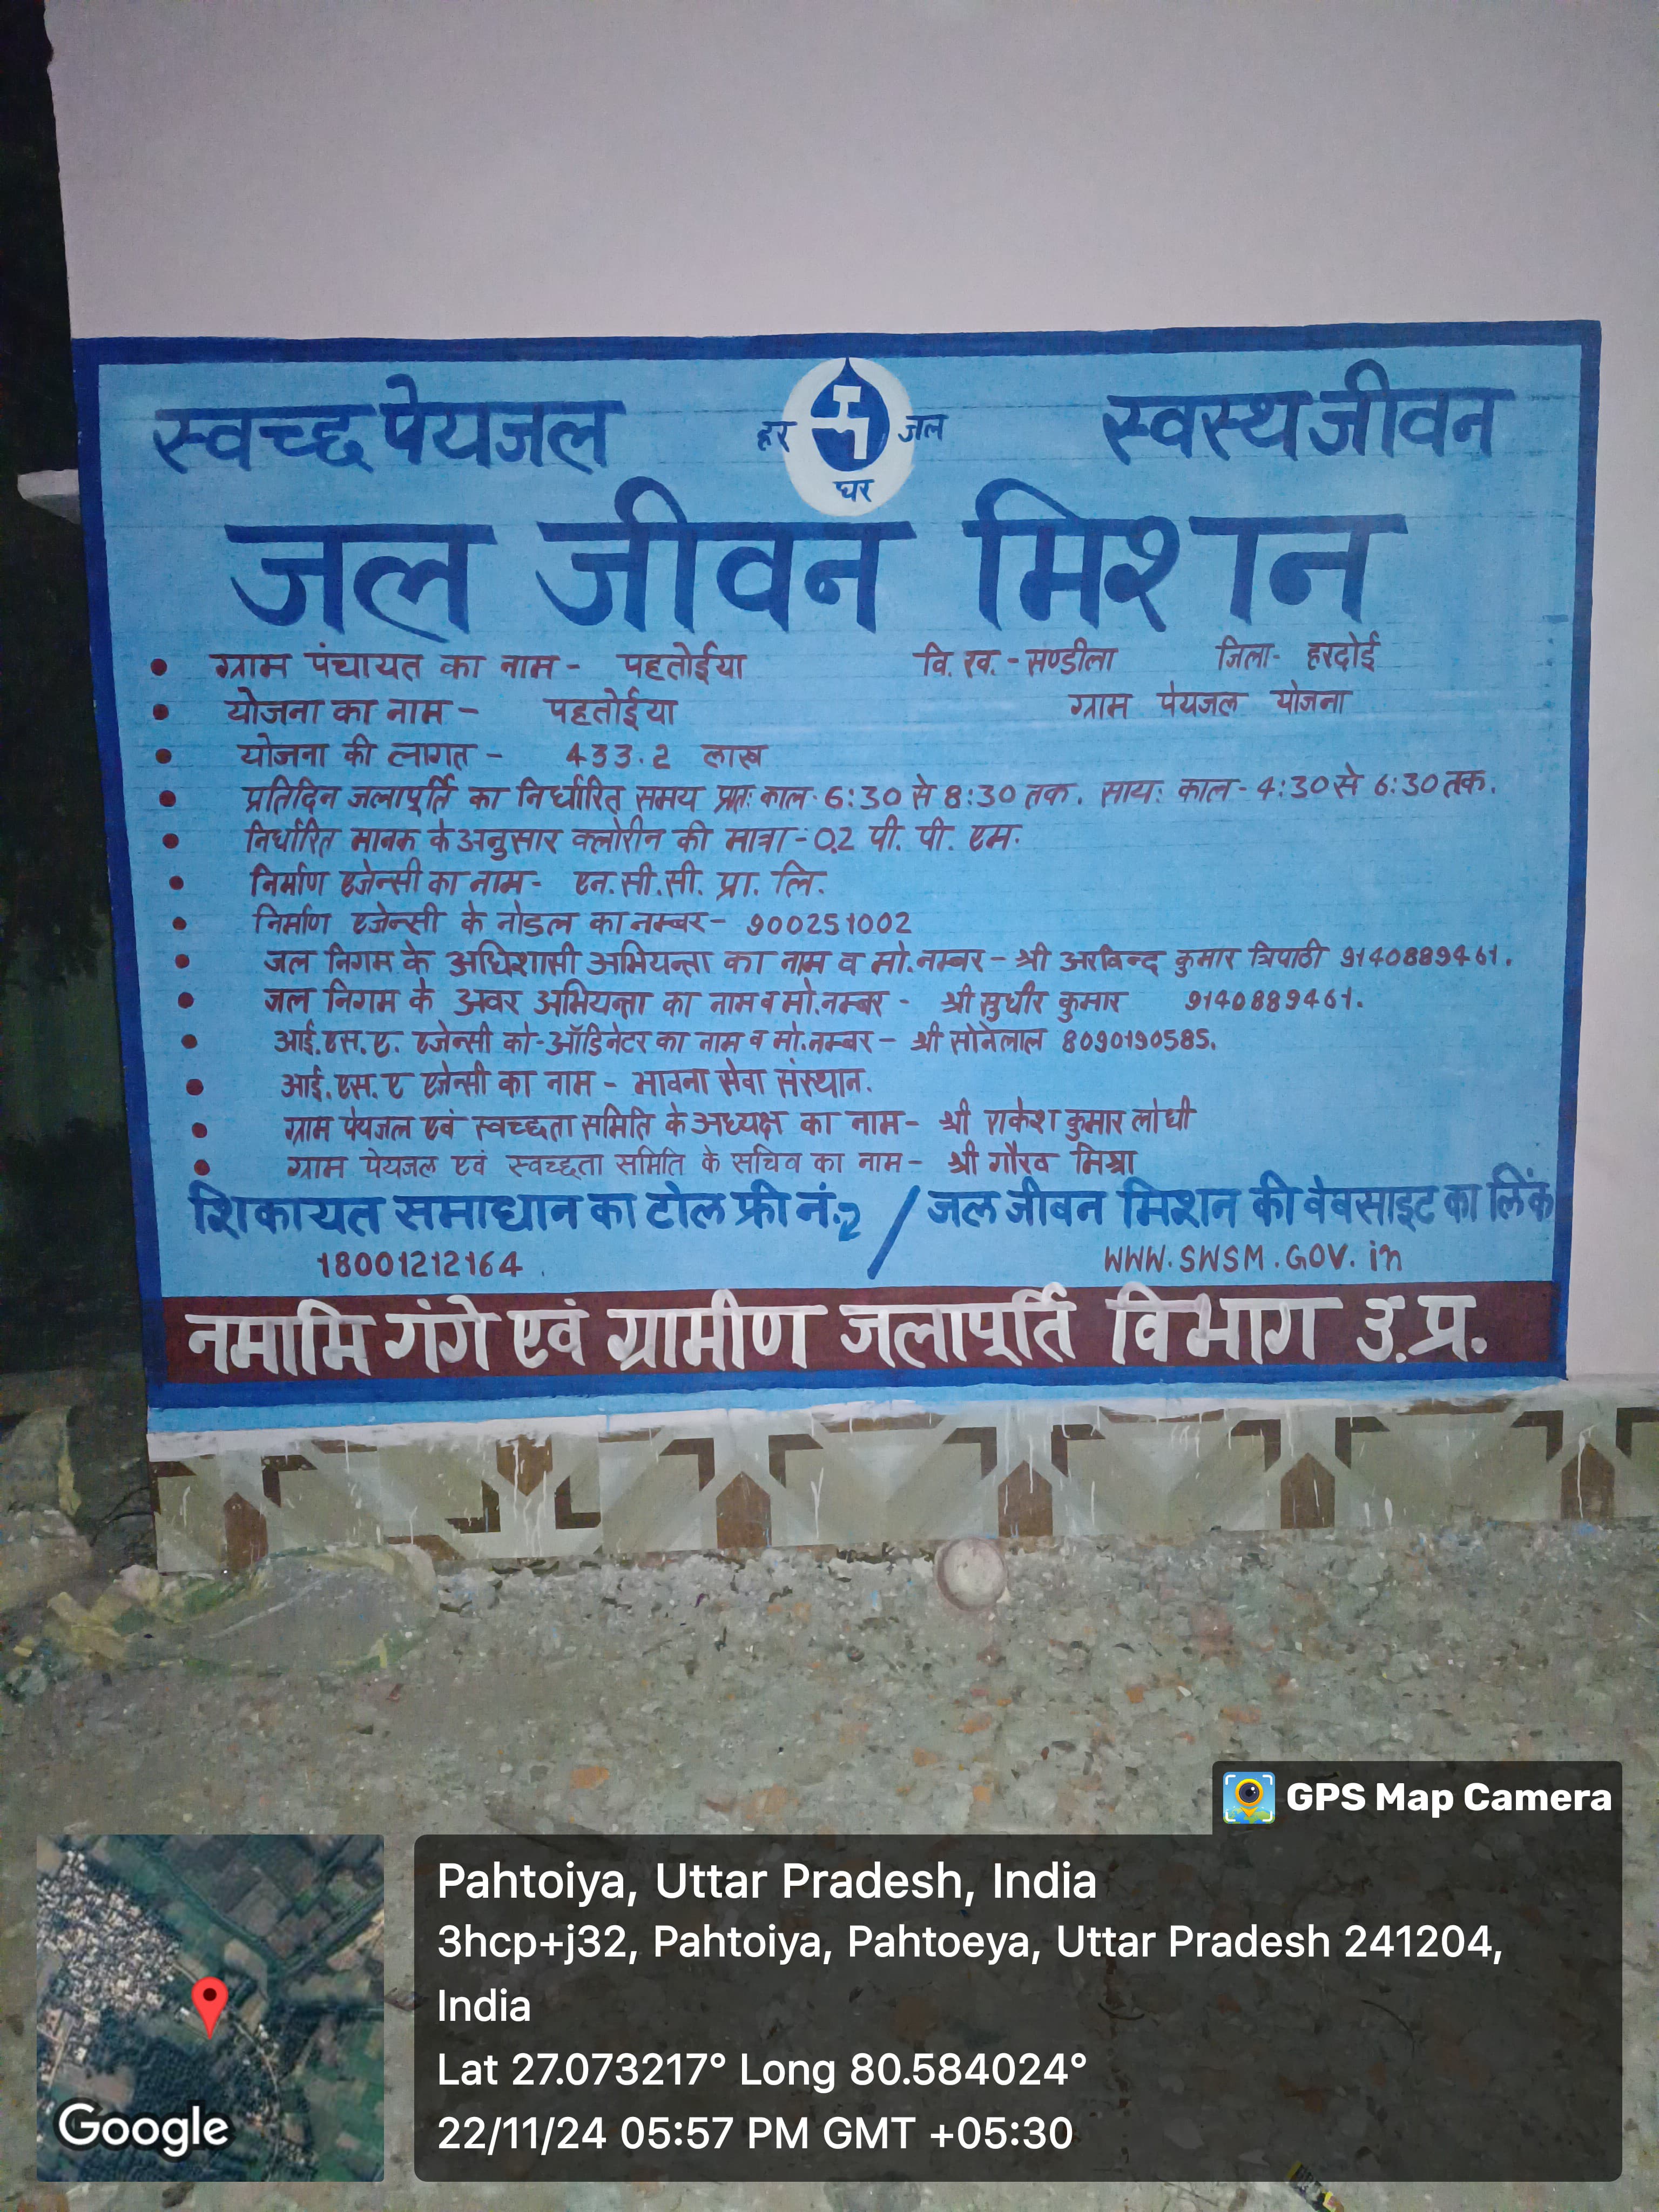 स्वच्छ पेयजल हर जल घर स्वस्थ जीवन
जल जीवन मिशन
• ग्राम पंचायत का नाम - पहतोईया वि. ख. - सण्डीला जिला - हरदोई
• योजना का नाम - पहतोईया ग्राम पेयजल योजना
• योजना की लागत - 433.2 लाख
• प्रतिदिन जलापूर्ति का निर्धारित समय प्रातः काल - 6:30 से 8:30 तक. सायः काल - 4:30 से 6:30 तक.
• निर्धारित मानक के अनुसार क्लोरीन की मात्रा - 0.2 पी. पी. एम.
• निर्माण एजेन्सी का नाम - एन. सी. सी. प्रा. लि.
• निर्माण एजेन्सी के नोडल का नम्बर - 900251002
• जल निगम के अधिशासी अभियन्ता का नाम व मो. नम्बर - श्री अरविन्द कुमार त्रिपाठी 9140889461.
• जल निगम के अवर अभियन्ता का नाम व मो. नम्बर - श्री सुधीर कुमार 9140889461.
• आई. एस. ए. एजेन्सी को-ऑडिनेटर का नाम व मो. नम्बर - श्री सोनेलाल 8090190585.
• आई. एस. ए एजेन्सी का नाम - भावना सेवा संस्थान.
• ग्राम पेयजल एवं स्वच्छता समिति के अध्यक्ष का नाम - श्री राकेश कुमार लोधी
• ग्राम पेयजल एवं स्वच्छता समिति के सचिव का नाम - श्री गौरव मिश्रा
शिकायत समाधान का टोल फ्री नं. / जल जीवन मिशन की वेबसाइट का लिंक
18001212164 WWW.SWSM.GOV.in
नमामि गंगे एवं ग्रामीण जलापूर्ति विभाग उ.प्र.
GPS Map Camera
Pahtoiya, Uttar Pradesh, India
3hcp+j32, Pahtoiya, Pahtoeya, Uttar Pradesh 241204,
India
Lat 27.073217° Long 80.584024°
22/11/24 05:57 PM GMT +05:30
Google